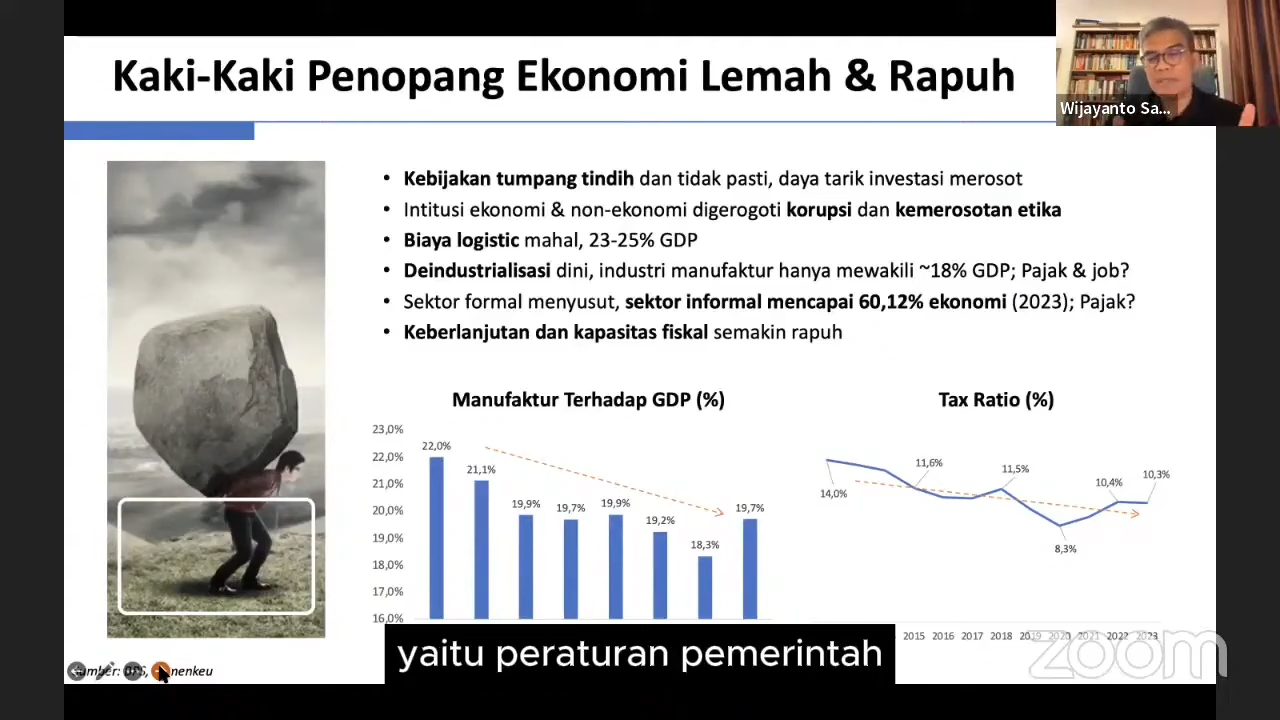 Kaki-Kaki Penopang Ekonomi Lemah & Rapuh
Wijayanto Sa...
• Kebijakan tumpang tindih dan tidak pasti, daya tarik investasi merosot
• Intitusi ekonomi & non-ekonomi digerogoti korupsi dan kemerosotan etika
• Biaya logistic mahal, 23-25% GDP
• Deindustrialisasi dini, industri manufaktur hanya mewakili ~18% GDP; Pajak & job?
• Sektor formal menyusut, sektor informal mencapai 60,12% ekonomi (2023); Pajak?
• Keberlanjutan dan kapasitas fiskal semakin rapuh
Manufaktur Terhadap GDP (%)
23,0%
22,0%
21,0%
20,0%
19,0%
18,0%
17,0%
16,0%
22,0%
21,1%
19,9%
19,7%
19,9%
19,2%
18,3%
19,7%
Tax Ratio (%)
14,0%
11,6%
11,5%
8,3%
10,4%
10,3%
2015 2016 2017 2018 2019 2020 2021 2022 2023
yaitu peraturan pemerintah
zoom